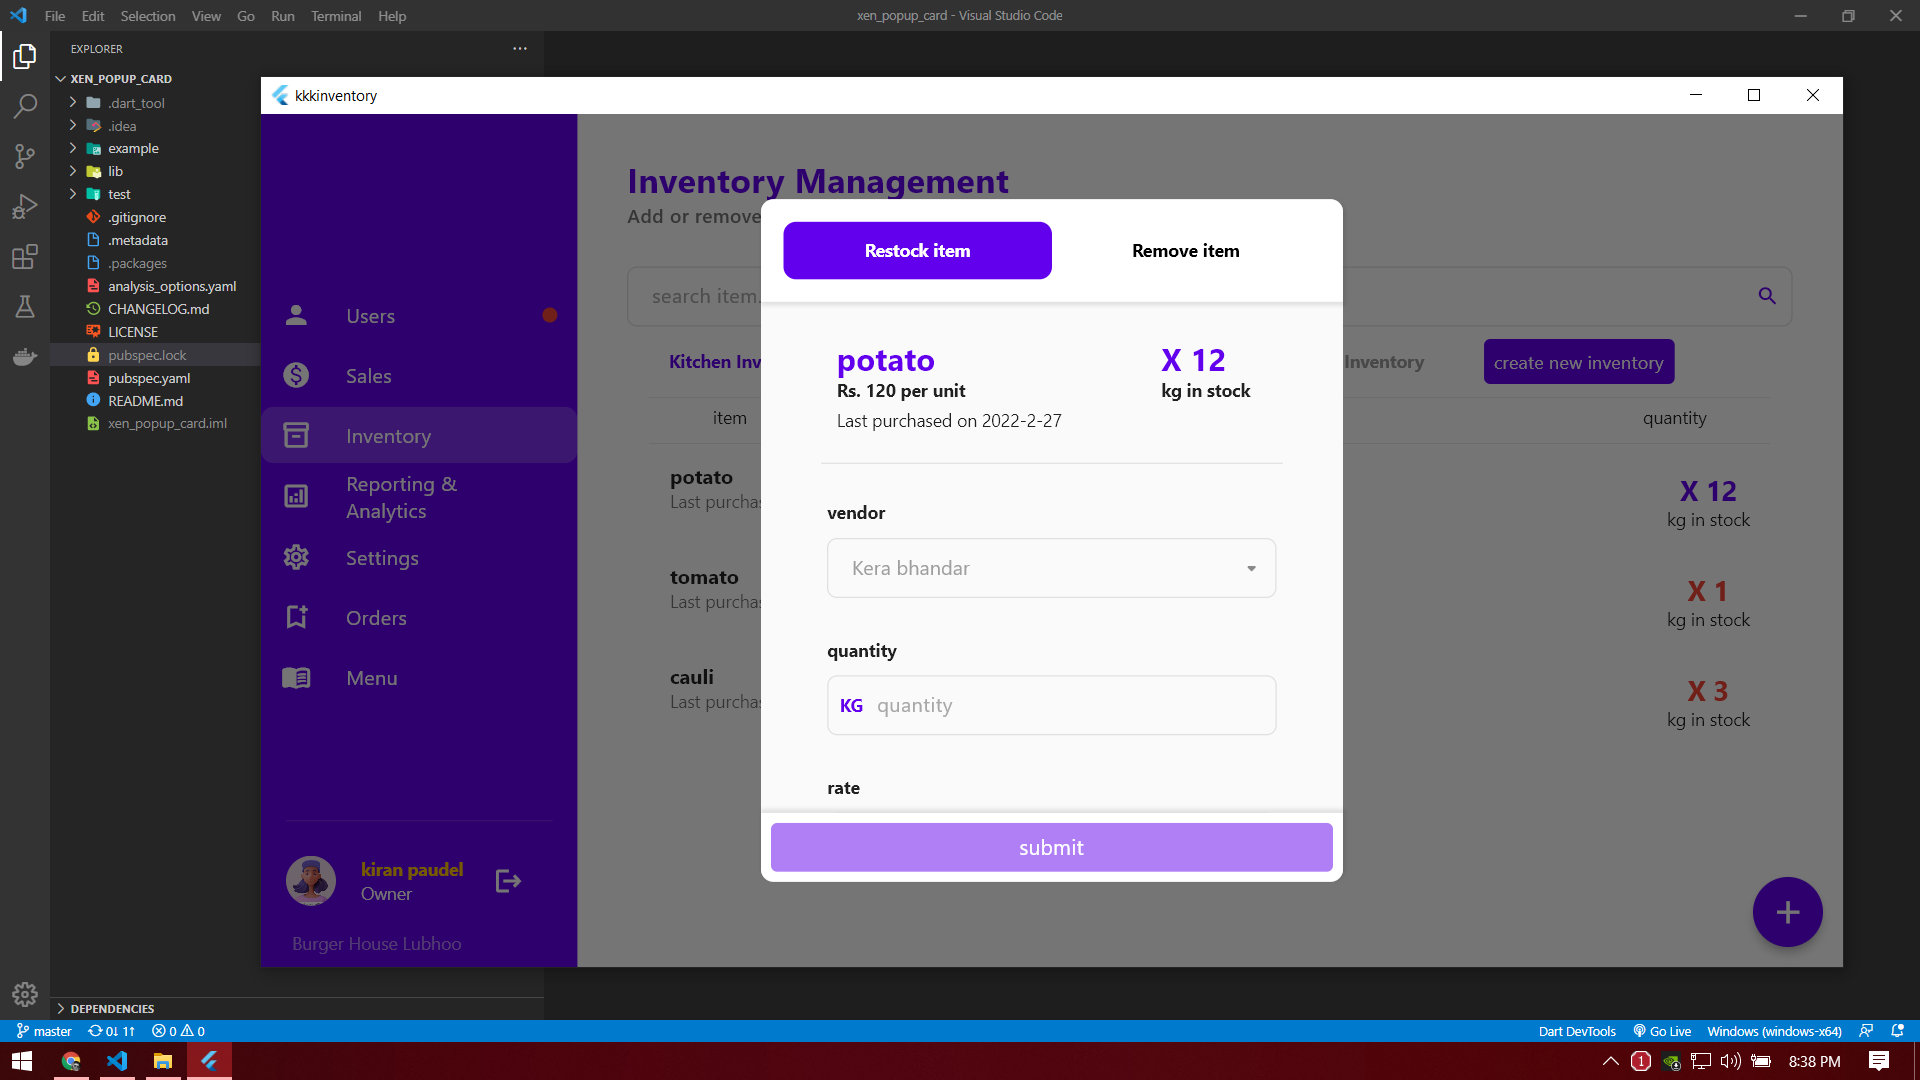 File Edit Selection View Go Run Terminal Help
xen_popup_card - Visual Studio Code
EXPLORER
XEN_POPUP_CARD
.dart_tool
.idea
example
lib
test
.gitignore
.metadata
.packages
analysis_options.yaml
CHANGELOG.md
LICENSE
pubspec.lock
pubspec.yaml
README.md
xen_popup_card.iml
DEPENDENCIES
kkkinventory
Users
Sales
Inventory
Reporting &
Analytics
Settings
Orders
Menu
kiran paudel
Owner
Burger House Lubhoo
Inventory Management
Add or remove
search item.
Kitchen Inv
Inventory
create new inventory
item
quantity
potato
Last purchas
X 12
kg in stock
tomato
Last purchas
X 1
kg in stock
cauli
Last purchas
X 3
kg in stock
Restock item
Remove item
potato
X 12
Rs. 120 per unit
kg in stock
Last purchased on 2022-2-27
vendor
Kera bhandar
quantity
KG quantity
rate
submit
master 0↓ 1↑ 0 0
Dart DevTools Go Live Windows (windows-x64)
1
8:38 PM